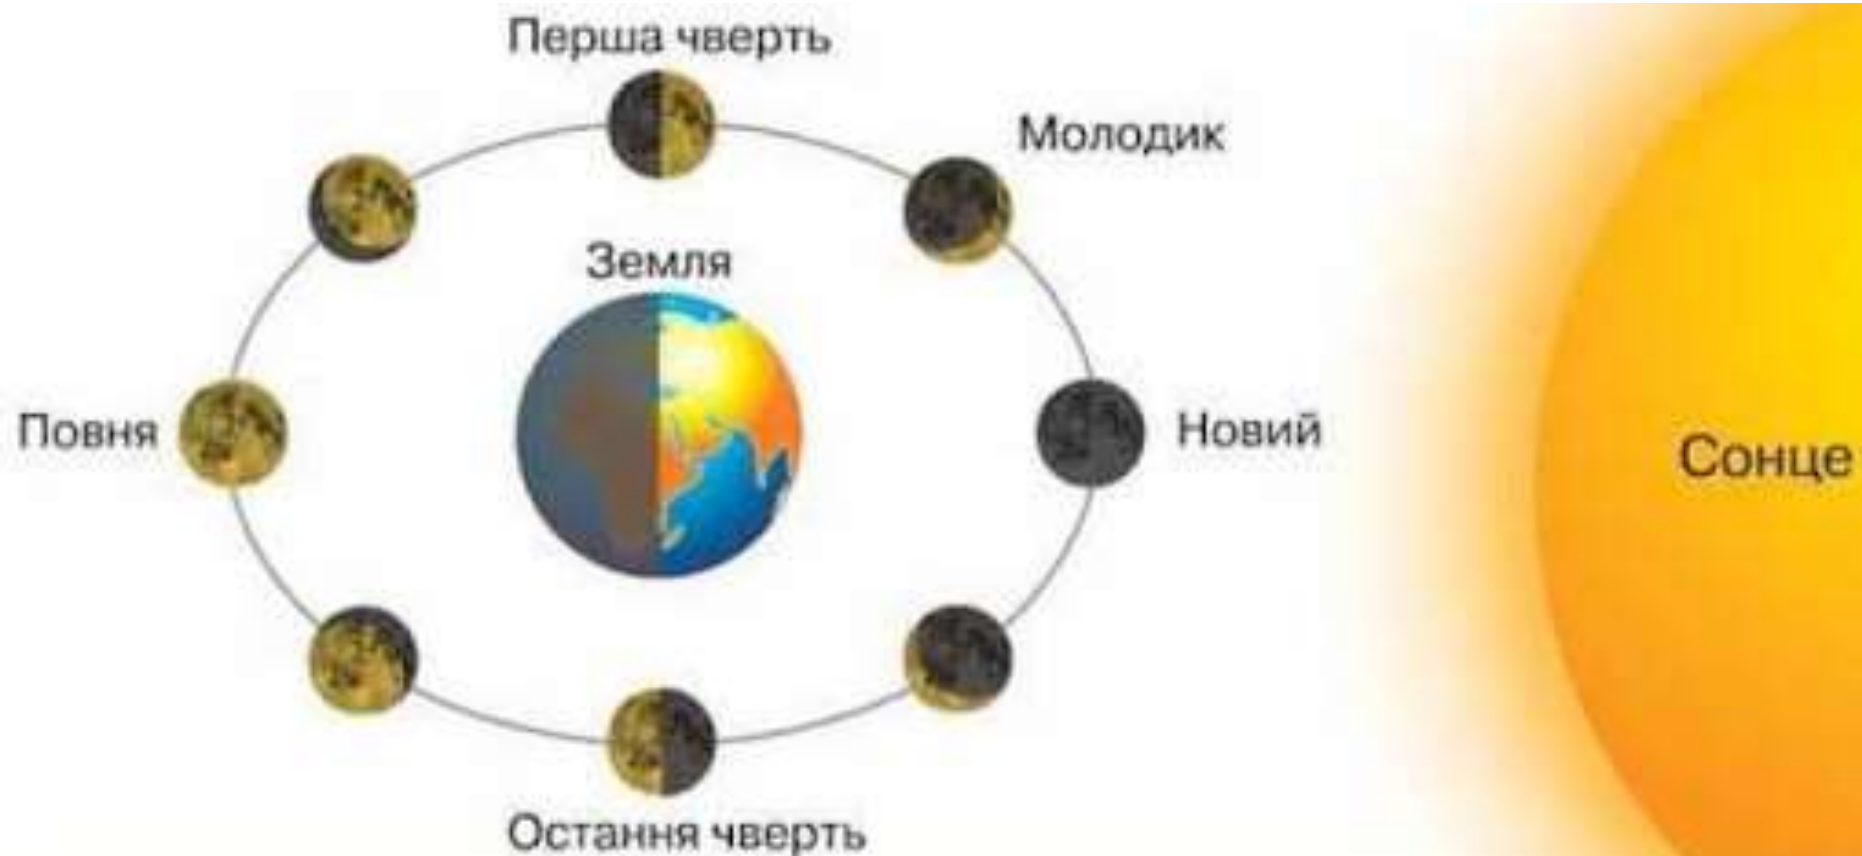 Перша чверть
Молодик
Земля
Повня
Новий
Сонце
Остання чверть